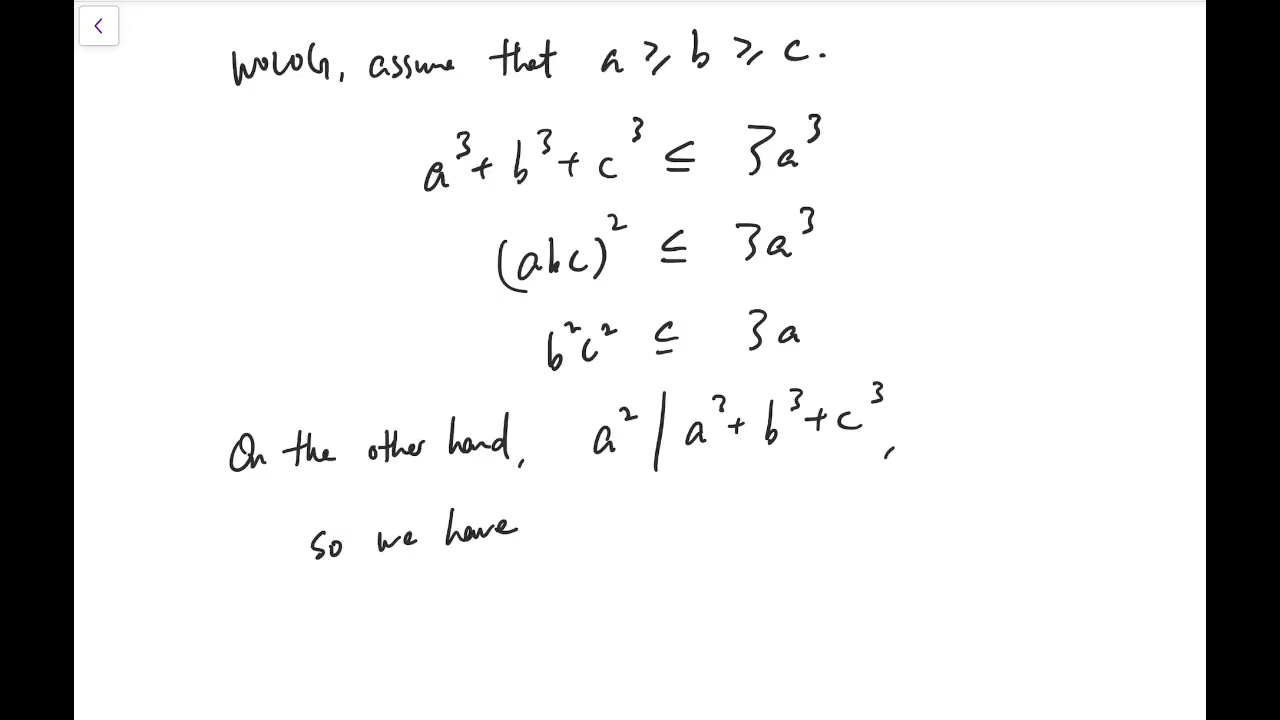 WOLOG, assume that a ⩾ b ⩾ c.
a³ + b³ + c³ ≤ 3a³
(abc)² ≤ 3a³
b²c² ≤ 3a
On the other hand, a² | a³ + b³ + c³,
so we have